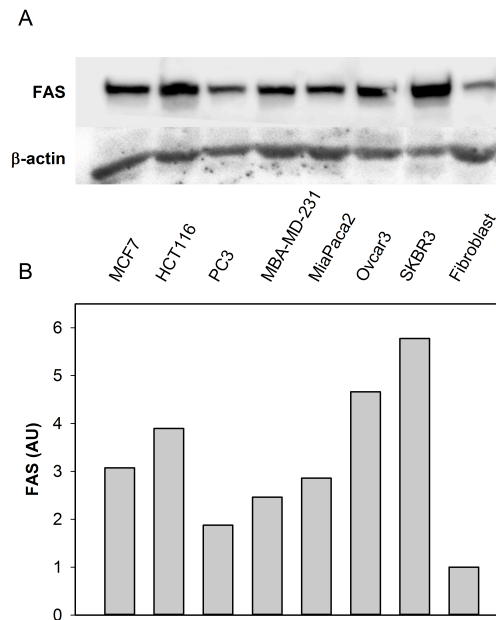 A
FAS
β-actin
MCF7
HCT116
PC3
MBA-MD-231
MiaPaca2
Ovcar3
SKBR3
Fibroblast
B
6
5
4
3
2
1
0
FAS (AU)